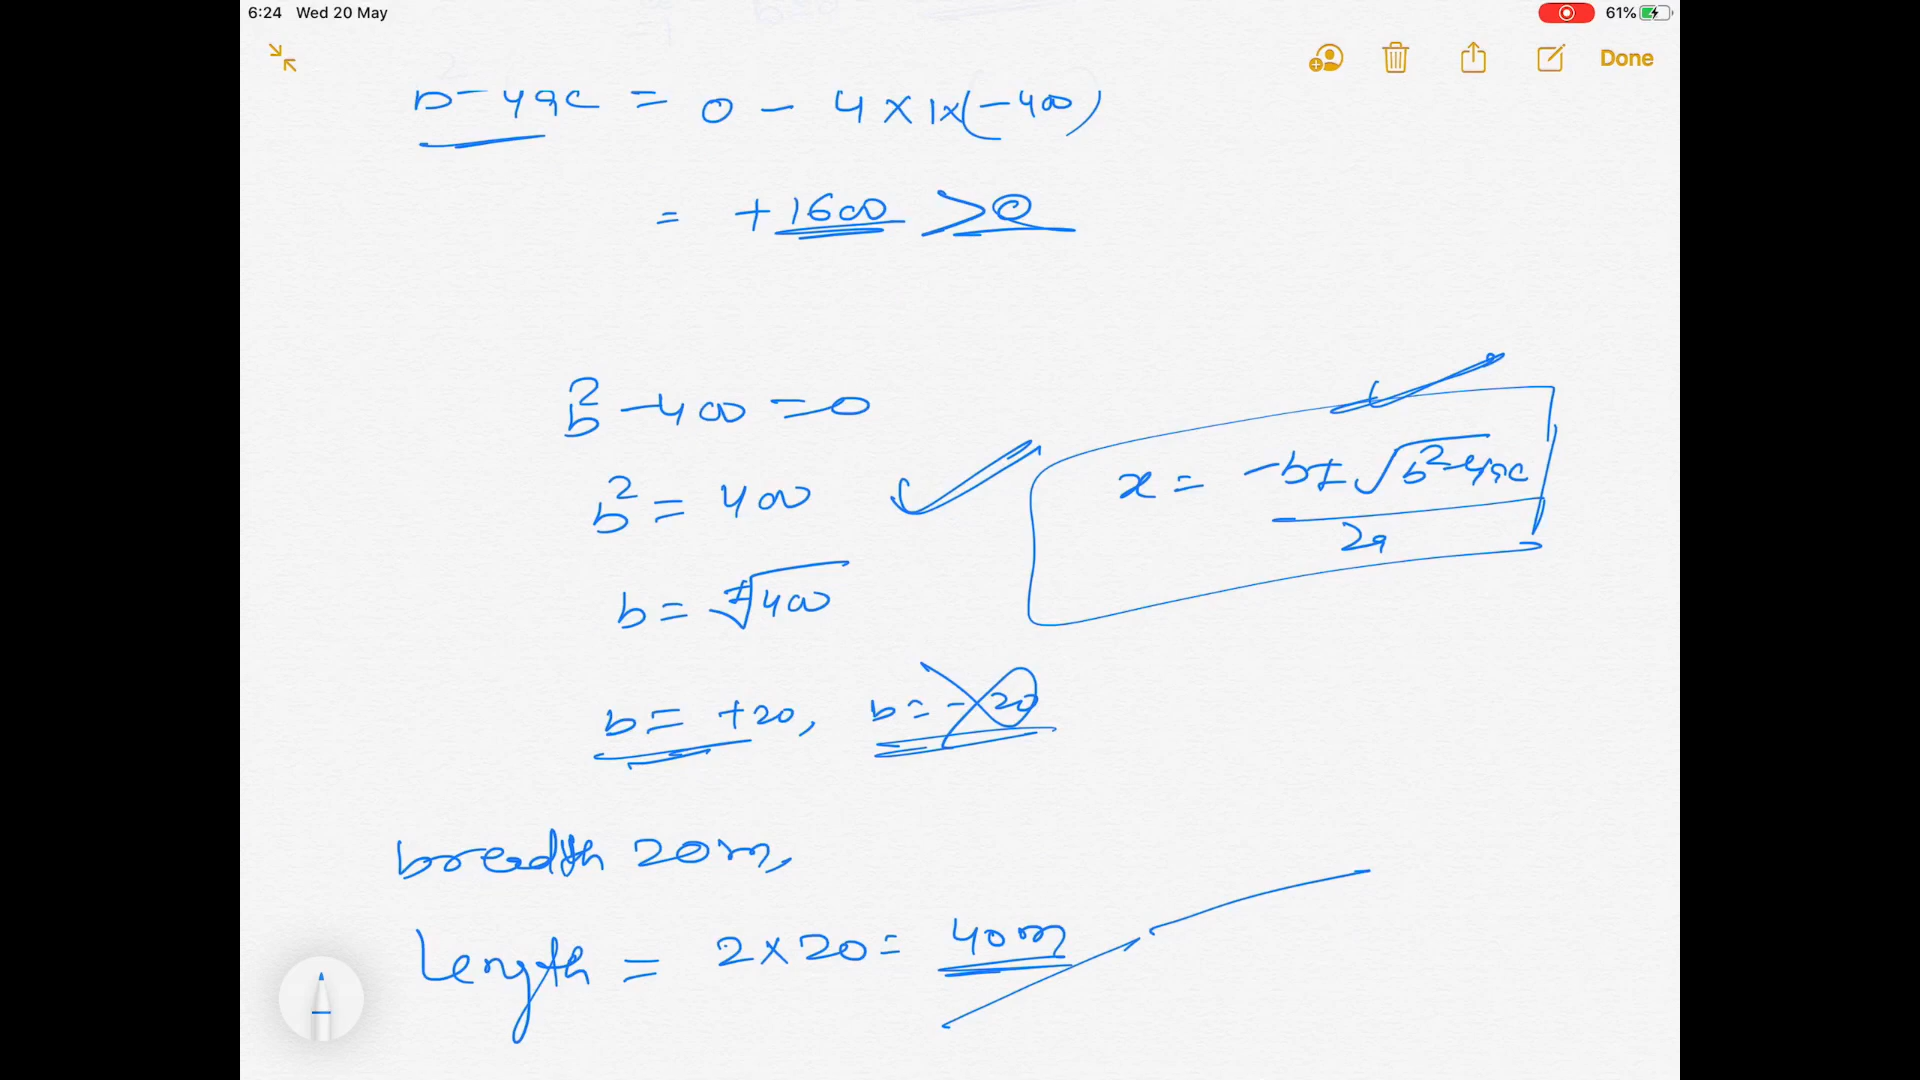 6:24 Wed 20 May 61%
Done
b - 4ac = 0 - 4 × 1×(-400)
= +1600 > 0
b² - 400 = 0
b² = 400
x = -b ± √b²-4ac / 2a
b = ±√400
b = +20, b = -20
breadth 20m,
Length = 2×20 = 40m